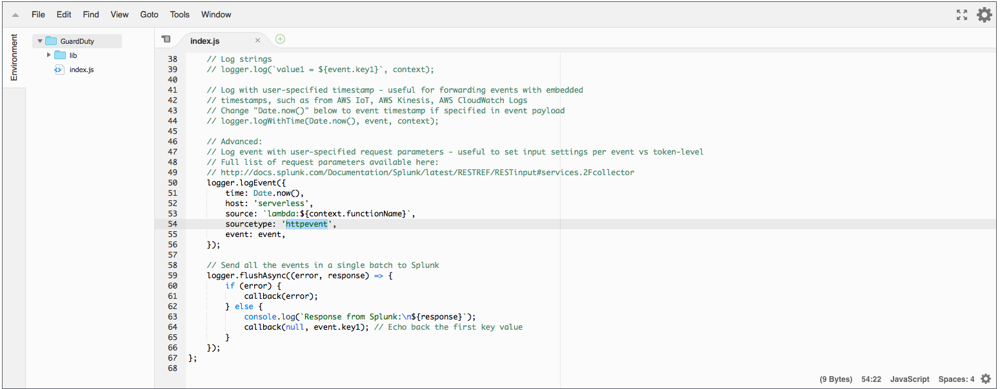 File Edit Find View Goto Tools Window
Environment
GuardDuty
lib
index.js
index.js
38 // Log strings
39 // logger.log(`value1 = ${event.key1}`, context);
40
41 // Log with user-specified timestamp - useful for forwarding events with embedded
42 // timestamps, such as from AWS IoT, AWS Kinesis, AWS CloudWatch Logs
43 // Change "Date.now()" below to event timestamp if specified in event payload
44 // logger.logWithTime(Date.now(), event, context);
45
46 // Advanced:
47 // Log event with user-specified request parameters - useful to set input settings per event vs token-level
48 // Full list of request parameters available here:
49 // http://docs.splunk.com/Documentation/Splunk/latest/RESTREF/RESTinput#services.2Fcollector
50 logger.logEvent({
51 time: Date.now(),
52 host: 'serverless',
53 source: `lambda:${context.functionName}`,
54 sourcetype: 'httpevent',
55 event: event,
56 });
57
58 // Send all the events in a single batch to Splunk
59 logger.flushAsync((error, response) => {
60 if (error) {
61 callback(error);
62 } else {
63 console.log(`Response from Splunk:\n${response}`);
64 callback(null, event.key1); // Echo back the first key value
65 }
66 });
67 };
68
(9 Bytes) 54:22 JavaScript Spaces: 4